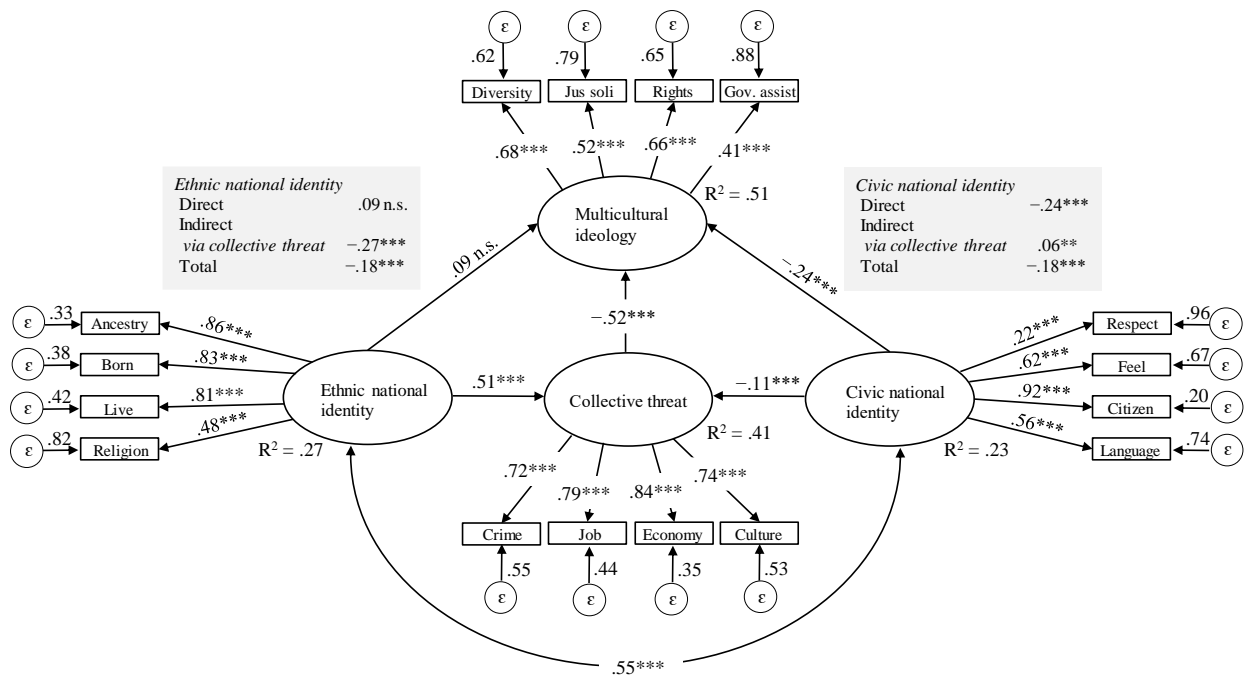 ε ε ε ε
.62 .79 .65 .88
Diversity Jus soli Rights Gov. assist
.68*** .52*** .66*** .41***
Ethnic national identity
Direct .09 n.s.
Indirect
via collective threat −.27***
Total −.18***
R² = .51
Multicultural
ideology
Civic national identity
Direct −.24***
Indirect
via collective threat .06**
Total −.18***
.09 n.s.
−.24***
−.52***
ε .33 Ancestry .86***
ε .38 Born .83***
ε .42 Live .81***
ε .82 Religion .48***
Ethnic national
identity
R² = .27
.51***
Collective threat
R² = .41
−.11***
Civic national
identity
R² = .23
.22*** Respect .96 ε
.62*** Feel .67 ε
.92*** Citizen .20 ε
.56*** Language .74 ε
.72*** .79*** .84*** .74***
Crime Job Economy Culture
.55 .44 .35 .53
ε ε ε ε
.55***